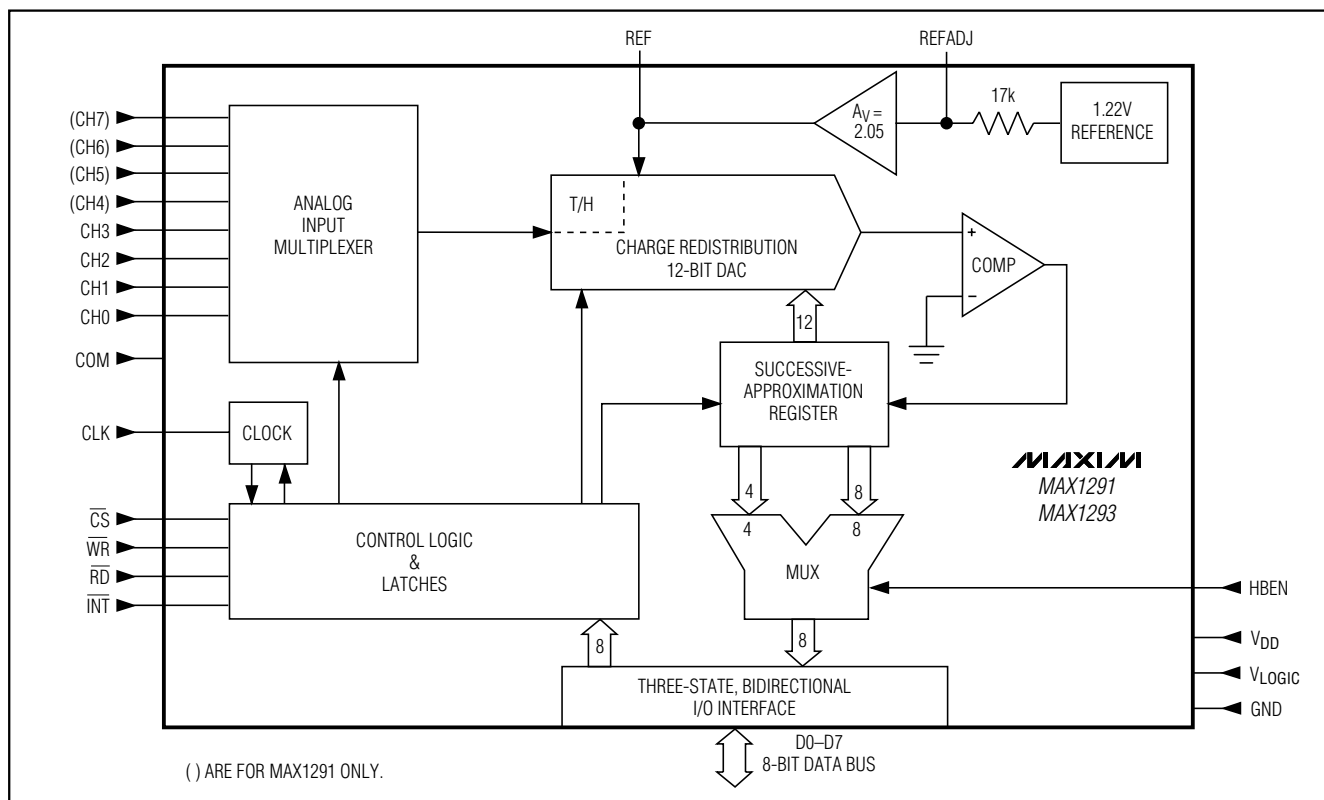 REF
REFADJ
17k
1.22V
REFERENCE
AV =
2.05
(CH7)
(CH6)
(CH5)
(CH4)
CH3
CH2
CH1
CH0
COM
ANALOG
INPUT
MULTIPLEXER
T/H
CHARGE REDISTRIBUTION
12-BIT DAC
+
COMP
−
12
SUCCESSIVE-
APPROXIMATION
REGISTER
CLK
CLOCK
4
8
4
8
MUX
MAXIM
MAX1291
MAX1293
CS
WR
RD
INT
CONTROL LOGIC
&
LATCHES
HBEN
VDD
VLOGIC
GND
8
8
THREE-STATE, BIDIRECTIONAL
I/O INTERFACE
D0–D7
8-BIT DATA BUS
( ) ARE FOR MAX1291 ONLY.